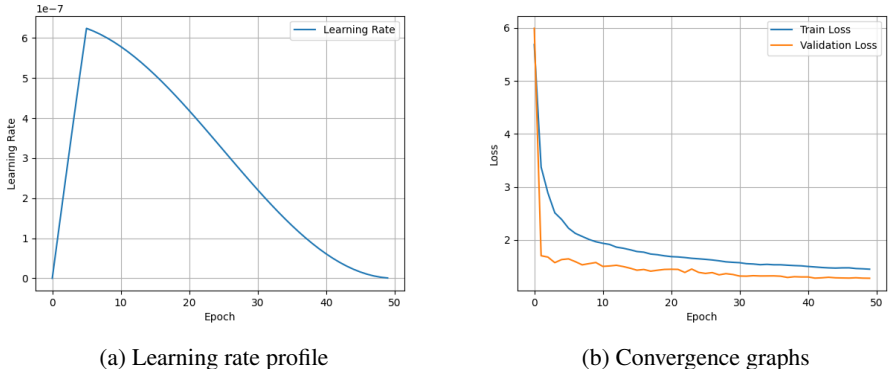 1e−7
Learning Rate
6
5
4
3
2
1
0
Learning Rate
0 10 20 30 40 50
Epoch
(a) Learning rate profile
Train Loss
Validation Loss
6
5
4
3
2
Loss
0 10 20 30 40 50
Epoch
(b) Convergence graphs